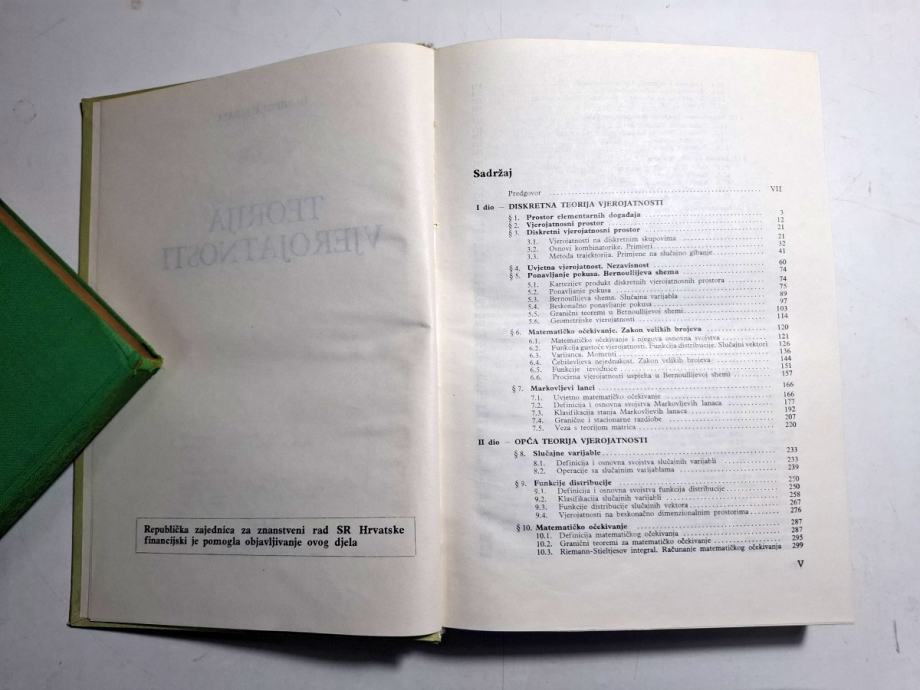 Republička zajednica za znanstveni rad SR Hrvatske
financijski je pomogla objavljivanje ovog djela
Sadržaj
Predgovor ........ VII
I dio — DISKRETNA TEORIJA VJEROJATNOSTI
§ 1. Prostor elementarnih događaja ........ 3
§ 2. Vjerojatnosni prostor ........ 12
§ 3. Diskretni vjerojatnosni prostor ........ 21
3.1. Vjerojatnosti na diskretnim skupovima ........ 21
3.2. Osnovi kombinatorike. Primjeri ........ 32
3.3. Metoda trajektorija. Primjene na slučajno gibanje ........ 41
§ 4. Uvjetna vjerojatnost. Nezavisnost ........ 60
§ 5. Ponavljanje pokusa. Bernoullijeva shema ........ 74
5.1. Kartezijev produkt diskretnih vjerojatnosnih prostora ........ 74
5.2. Ponavljanje pokusa ........ 75
5.3. Bernoullijeva shema. Slučajna varijabla ........ 89
5.4. Beskonačno ponavljanje pokusa ........ 97
5.5. Granični teoremi u Bernoullijevoj shemi ........ 103
5.6. Geometrijske vjerojatnosti ........ 114
§ 6. Matematičko očekivanje. Zakon velikih brojeva ........ 120
6.1. Matematičko očekivanje i njegova osnovna svojstva ........ 121
6.2. Funkcija gustoće vjerojatnosti. Funkcija distribucije. Slučajni vektori 126
6.3. Varijanca. Momenti ........ 136
6.4. Čebiševljeva nejednakost. Zakon velikih brojeva ........ 144
6.5. Funkcije izvodnice ........ 151
6.6. Procjena vjerojatnosti uspjeha u Bernoullijevoj shemi ........ 157
§ 7. Markovljevi lanci ........ 166
7.1. Uvjetno matematičko očekivanje ........ 166
7.2. Definicija i osnovna svojstva Markovljevih lanaca ........ 177
7.3. Klasifikacija stanja Markovljevih lanaca ........ 192
7.4. Granične i stacionarne razdiobe ........ 207
7.5. Veza s teorijom matrica ........ 220
II dio — OPĆA TEORIJA VJEROJATNOSTI
§ 8. Slučajne varijable ........ 233
8.1. Definicija i osnovna svojstva slučajnih varijabli ........ 233
8.2. Operacije sa slučajnim varijablama ........ 239
§ 9. Funkcije distribucije ........ 250
9.1. Definicija i osnovna svojstva funkcija distribucije ........ 250
9.2. Klasifikacija slučajnih varijabli ........ 258
9.3. Funkcije distribucije slučajnih vektora ........ 267
9.4. Vjerojatnosti na beskonačno dimenzionalnim prostorima ........ 276
§ 10. Matematičko očekivanje ........ 287
10.1. Definicija matematičkog očekivanja ........ 287
10.2. Granični teoremi za matematičko očekivanje ........ 295
10.3. Riemann-Stieltjesov integral. Računanje matematičkog očekivanja 299
V